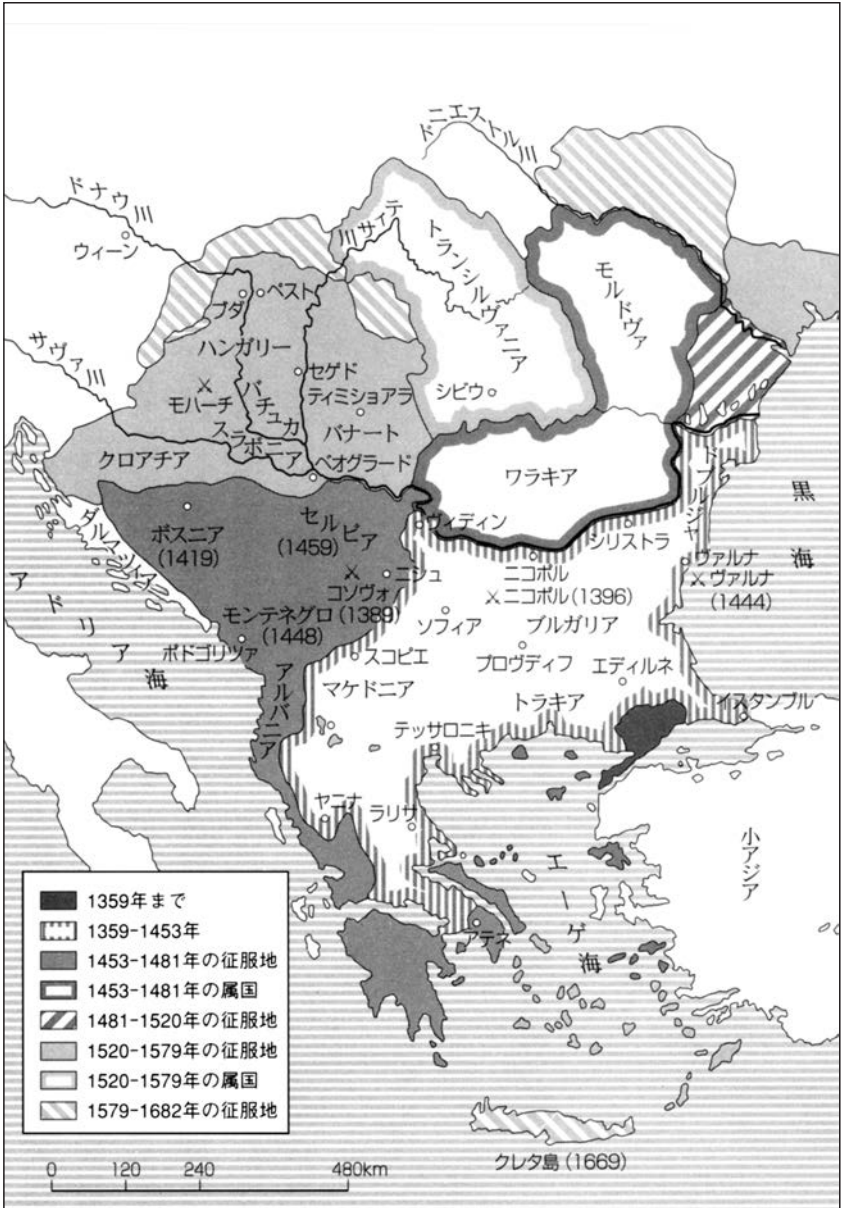 ドニエストル川
ドナウ川
ウィーン
ティサ川
トランシルヴァニア
モルドヴァ
ブダ
ペスト
ハンガリー
サヴァ川
セゲド
モハーチ
バチュカ
ティミショアラ
シビウ
スラボニア
バナート
クロアチア
ベオグラード
ワラキア
ドブルジャ
黒海
ダルマツィア
ボスニア
(1419)
セルビア
(1459)
ヴィディン
シリストラ
ニシュ
コソヴォ
(1389)
ニコポル
ニコポル(1396)
ヴァルナ
ヴァルナ
(1444)
アドリア海
モンテネグロ
(1448)
ソフィア
ブルガリア
ポドゴリツァ
スコピエ
プロヴディフ
エディルネ
アルバニア
マケドニア
トラキア
イスタンブル
テッサロニキ
ヤニナ
ラリサ
エーゲ海
小アジア
アテネ
1359年まで
1359-1453年
1453-1481年の征服地
1453-1481年の属国
1481-1520年の征服地
1520-1579年の征服地
1520-1579年の属国
1579-1682年の征服地
クレタ島(1669)
0 120 240 480km